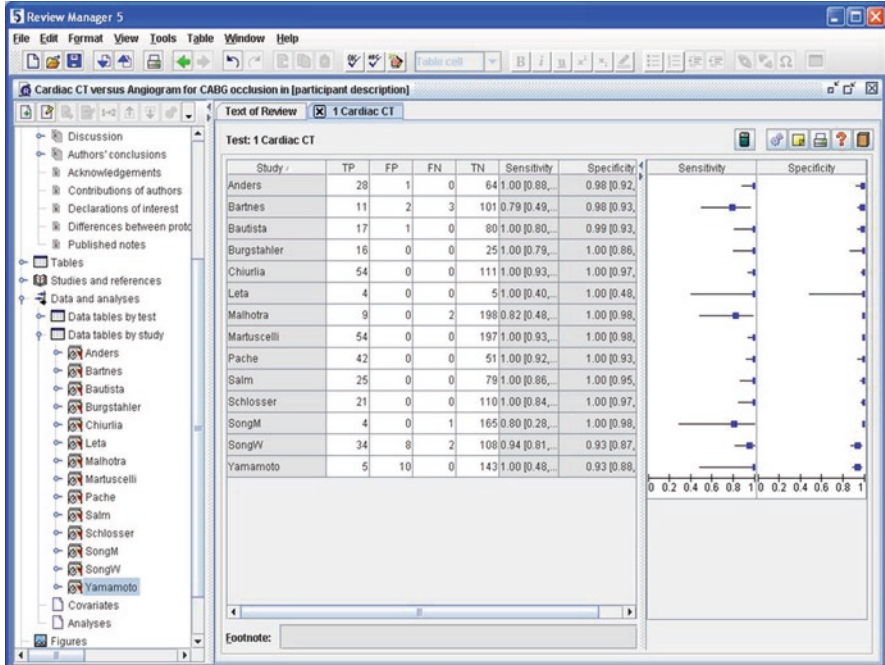 Review Manager 5
File Edit Format View Tools Table Window Help
Table cell
B i u x² x₂
Cardiac CT versus Angiogram for CABG occlusion in [participant description]
Discussion
Authors' conclusions
Acknowledgements
Contributions of authors
Declarations of interest
Differences between proto
Published notes
Tables
Studies and references
Data and analyses
Data tables by test
Data tables by study
Anders
Bartnes
Bautista
Burgstahler
Chiurlia
Leta
Malhotra
Martuscelli
Pache
Salm
Schlosser
SongM
SongW
Yamamoto
Covariates
Analyses
Figures
Text of Review 1 Cardiac CT
Test: 1 Cardiac CT
Study TP FP FN TN Sensitivity Specificity Sensitivity Specificity
Anders 28 1 0 64 1.00 [0.88,... 0.98 [0.92,
Bartnes 11 2 3 101 0.79 [0.49,... 0.98 [0.93,
Bautista 17 1 0 80 1.00 [0.80,... 0.99 [0.93,
Burgstahler 16 0 0 25 1.00 [0.79,... 1.00 [0.86,
Chiurlia 54 0 0 111 1.00 [0.93,... 1.00 [0.97,
Leta 4 0 0 5 1.00 [0.40,... 1.00 [0.48,
Malhotra 9 0 2 198 0.82 [0.48,... 1.00 [0.98,
Martuscelli 54 0 0 197 1.00 [0.93,... 1.00 [0.98,
Pache 42 0 0 51 1.00 [0.92,... 1.00 [0.93,
Salm 25 0 0 79 1.00 [0.86,... 1.00 [0.95,
Schlosser 21 0 0 110 1.00 [0.84,... 1.00 [0.97,
SongM 4 0 1 165 0.80 [0.28,... 1.00 [0.98,
SongW 34 8 2 108 0.94 [0.81,... 0.93 [0.87,
Yamamoto 5 10 0 143 1.00 [0.48,... 0.93 [0.88,
0 0.2 0.4 0.6 0.8 1 0 0.2 0.4 0.6 0.8 1
Footnote: